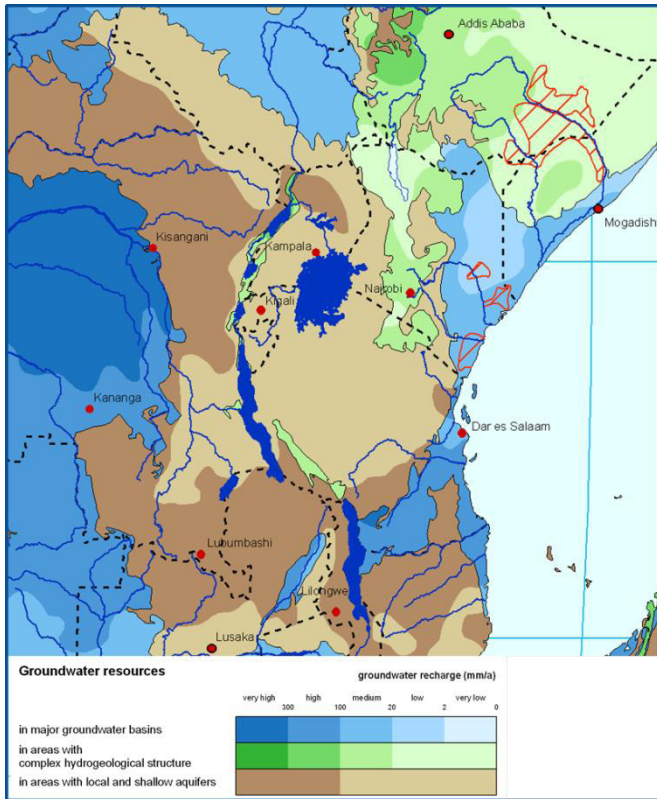 Addis Ababa
Mogadish
Kisangani
Kampala
Nairobi
Kigali
Kananga
Dar es Salaam
Lubumbashi
Lilongwe
Lusaka
Groundwater resources
groundwater recharge (mm/a)
very high high medium low very low
300 100 20 2 0
in major groundwater basins
in areas with
complex hydrogeological structure
in areas with local and shallow aquifers